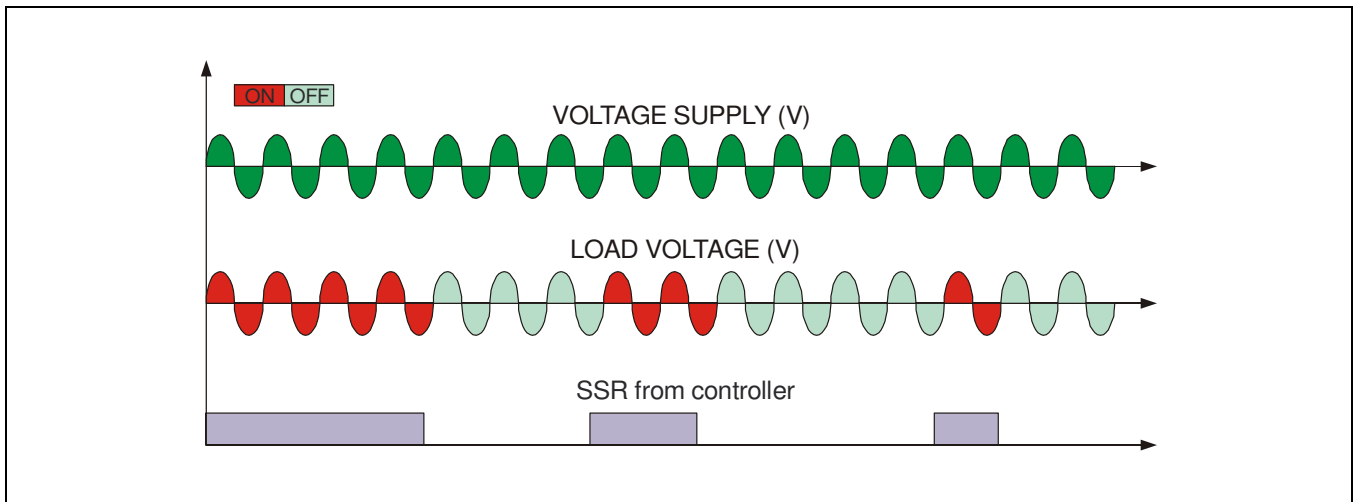 ON OFF
VOLTAGE SUPPLY (V)
LOAD VOLTAGE (V)
SSR from controller